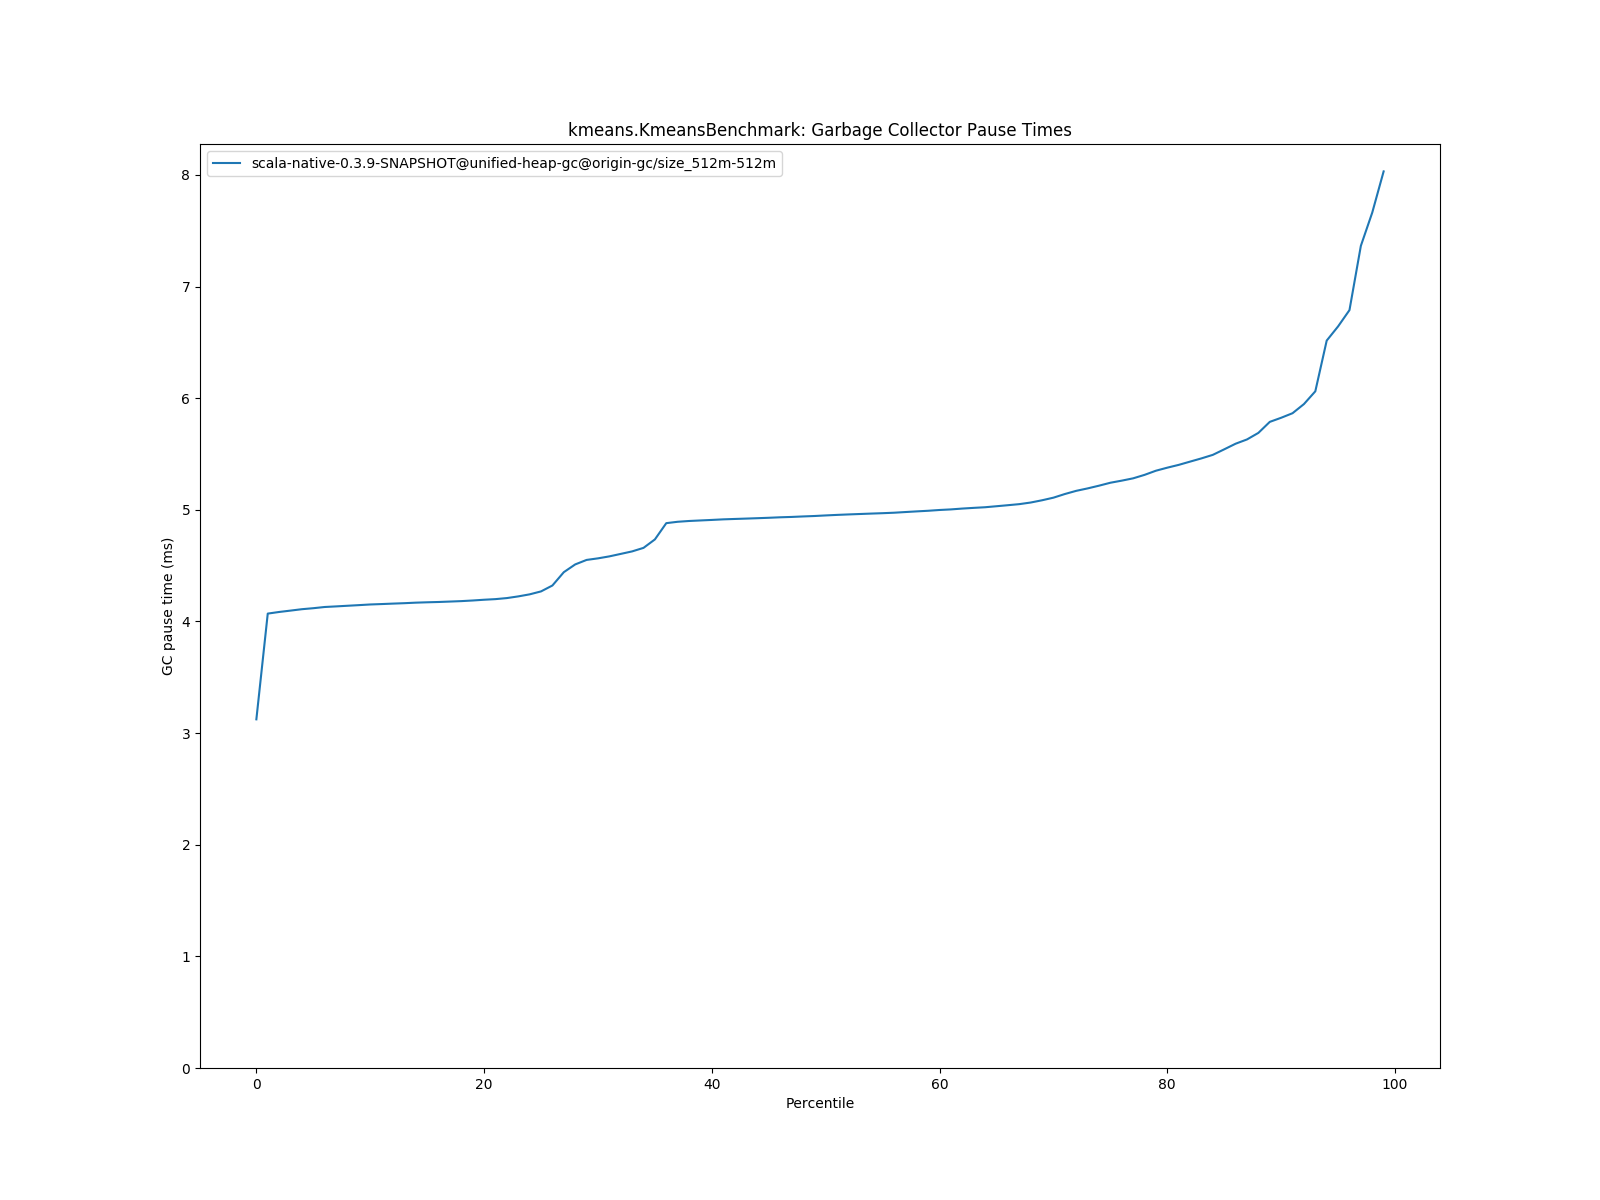 kmeans.KmeansBenchmark: Garbage Collector Pause Times
scala-native-0.3.9-SNAPSHOT@unified-heap-gc@origin-gc/size_512m-512m
8
7
6
5
4
3
2
1
0
GC pause time (ms)
0 20 40 60 80 100
Percentile